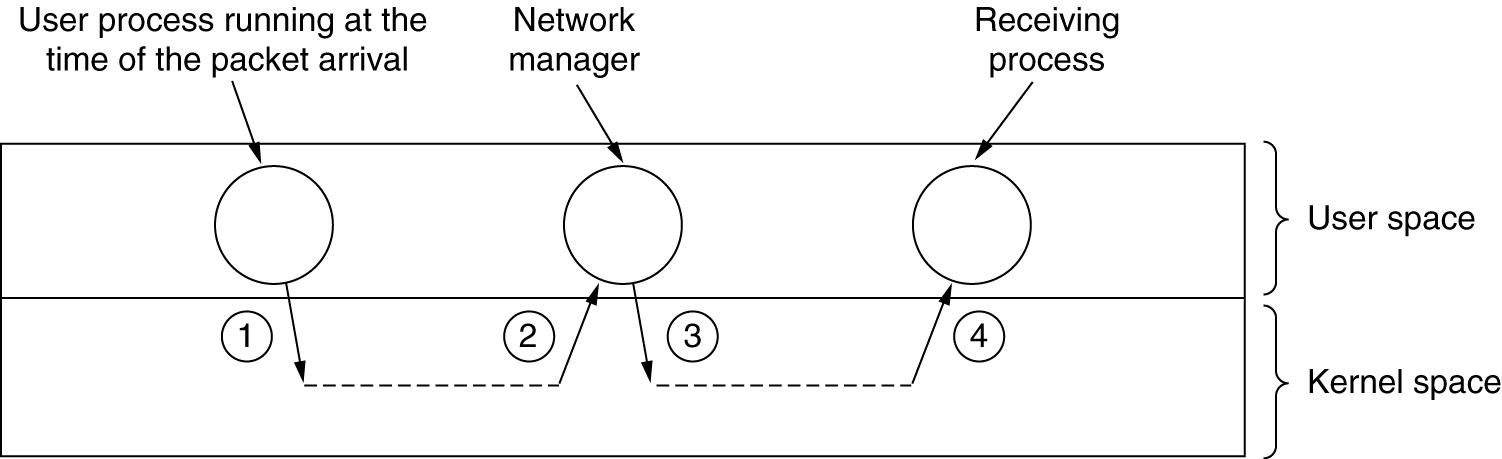 User process running at the
time of the packet arrival
Network
manager
Receiving
process
User space
1
2
3
4
Kernel space